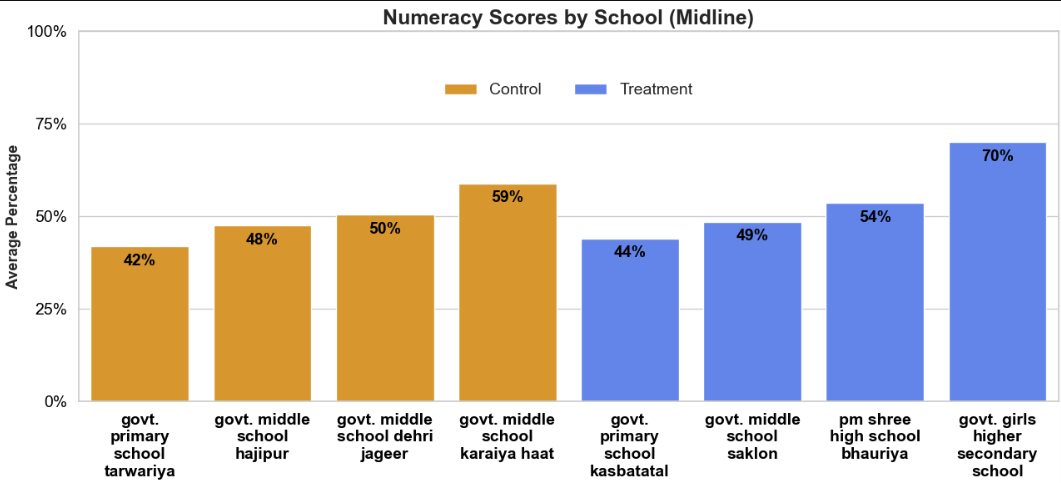 Numeracy Scores by School (Midline)
100%
75%
50%
25%
0%
Average Percentage
Control
Treatment
42%
48%
50%
59%
44%
49%
54%
70%
govt.
primary
school
tarwariya
govt. middle
school
hajipur
govt. middle
school dehri
jageer
govt. middle
school
karaiya haat
govt.
primary
school
kasbatatal
govt. middle
school
saklon
pm shree
high school
bhauriya
govt. girls
higher
secondary
school